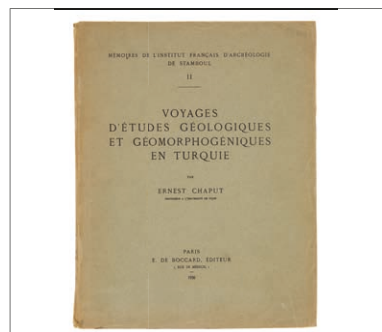 MÉMOIRES DE L'INSTITUT FRANÇAIS D'ARCHÉOLOGIE
DE STAMBOUL
II
VOYAGES
D'ÉTUDES GÉOLOGIQUES
ET GÉOMORPHOGÉNIQUES
EN TURQUIE
PAR
ERNEST CHAPUT
PARIS
E. DE BOCCARD, ÉDITEUR